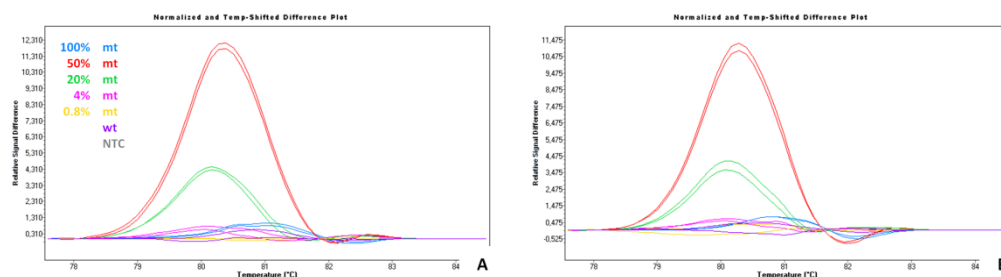 Normalized and Temp-Shifted Difference Plot
Relative Signal Difference
12,310
11,310
10,310
9,310
8,310
7,310
6,310
5,310
4,310
3,310
2,310
1,310
0,310
100% mt
50% mt
20% mt
4% mt
0.8% mt
wt
NTC
78 79 80 81 82 83 84
Temperature (°C)
A
Normalized and Temp-Shifted Difference Plot
Relative Signal Difference
11,475
10,475
9,475
8,475
7,475
6,475
5,475
4,475
3,475
2,475
1,475
0,475
-0,525
78 79 80 81 82 83 84
Temperature (°C)